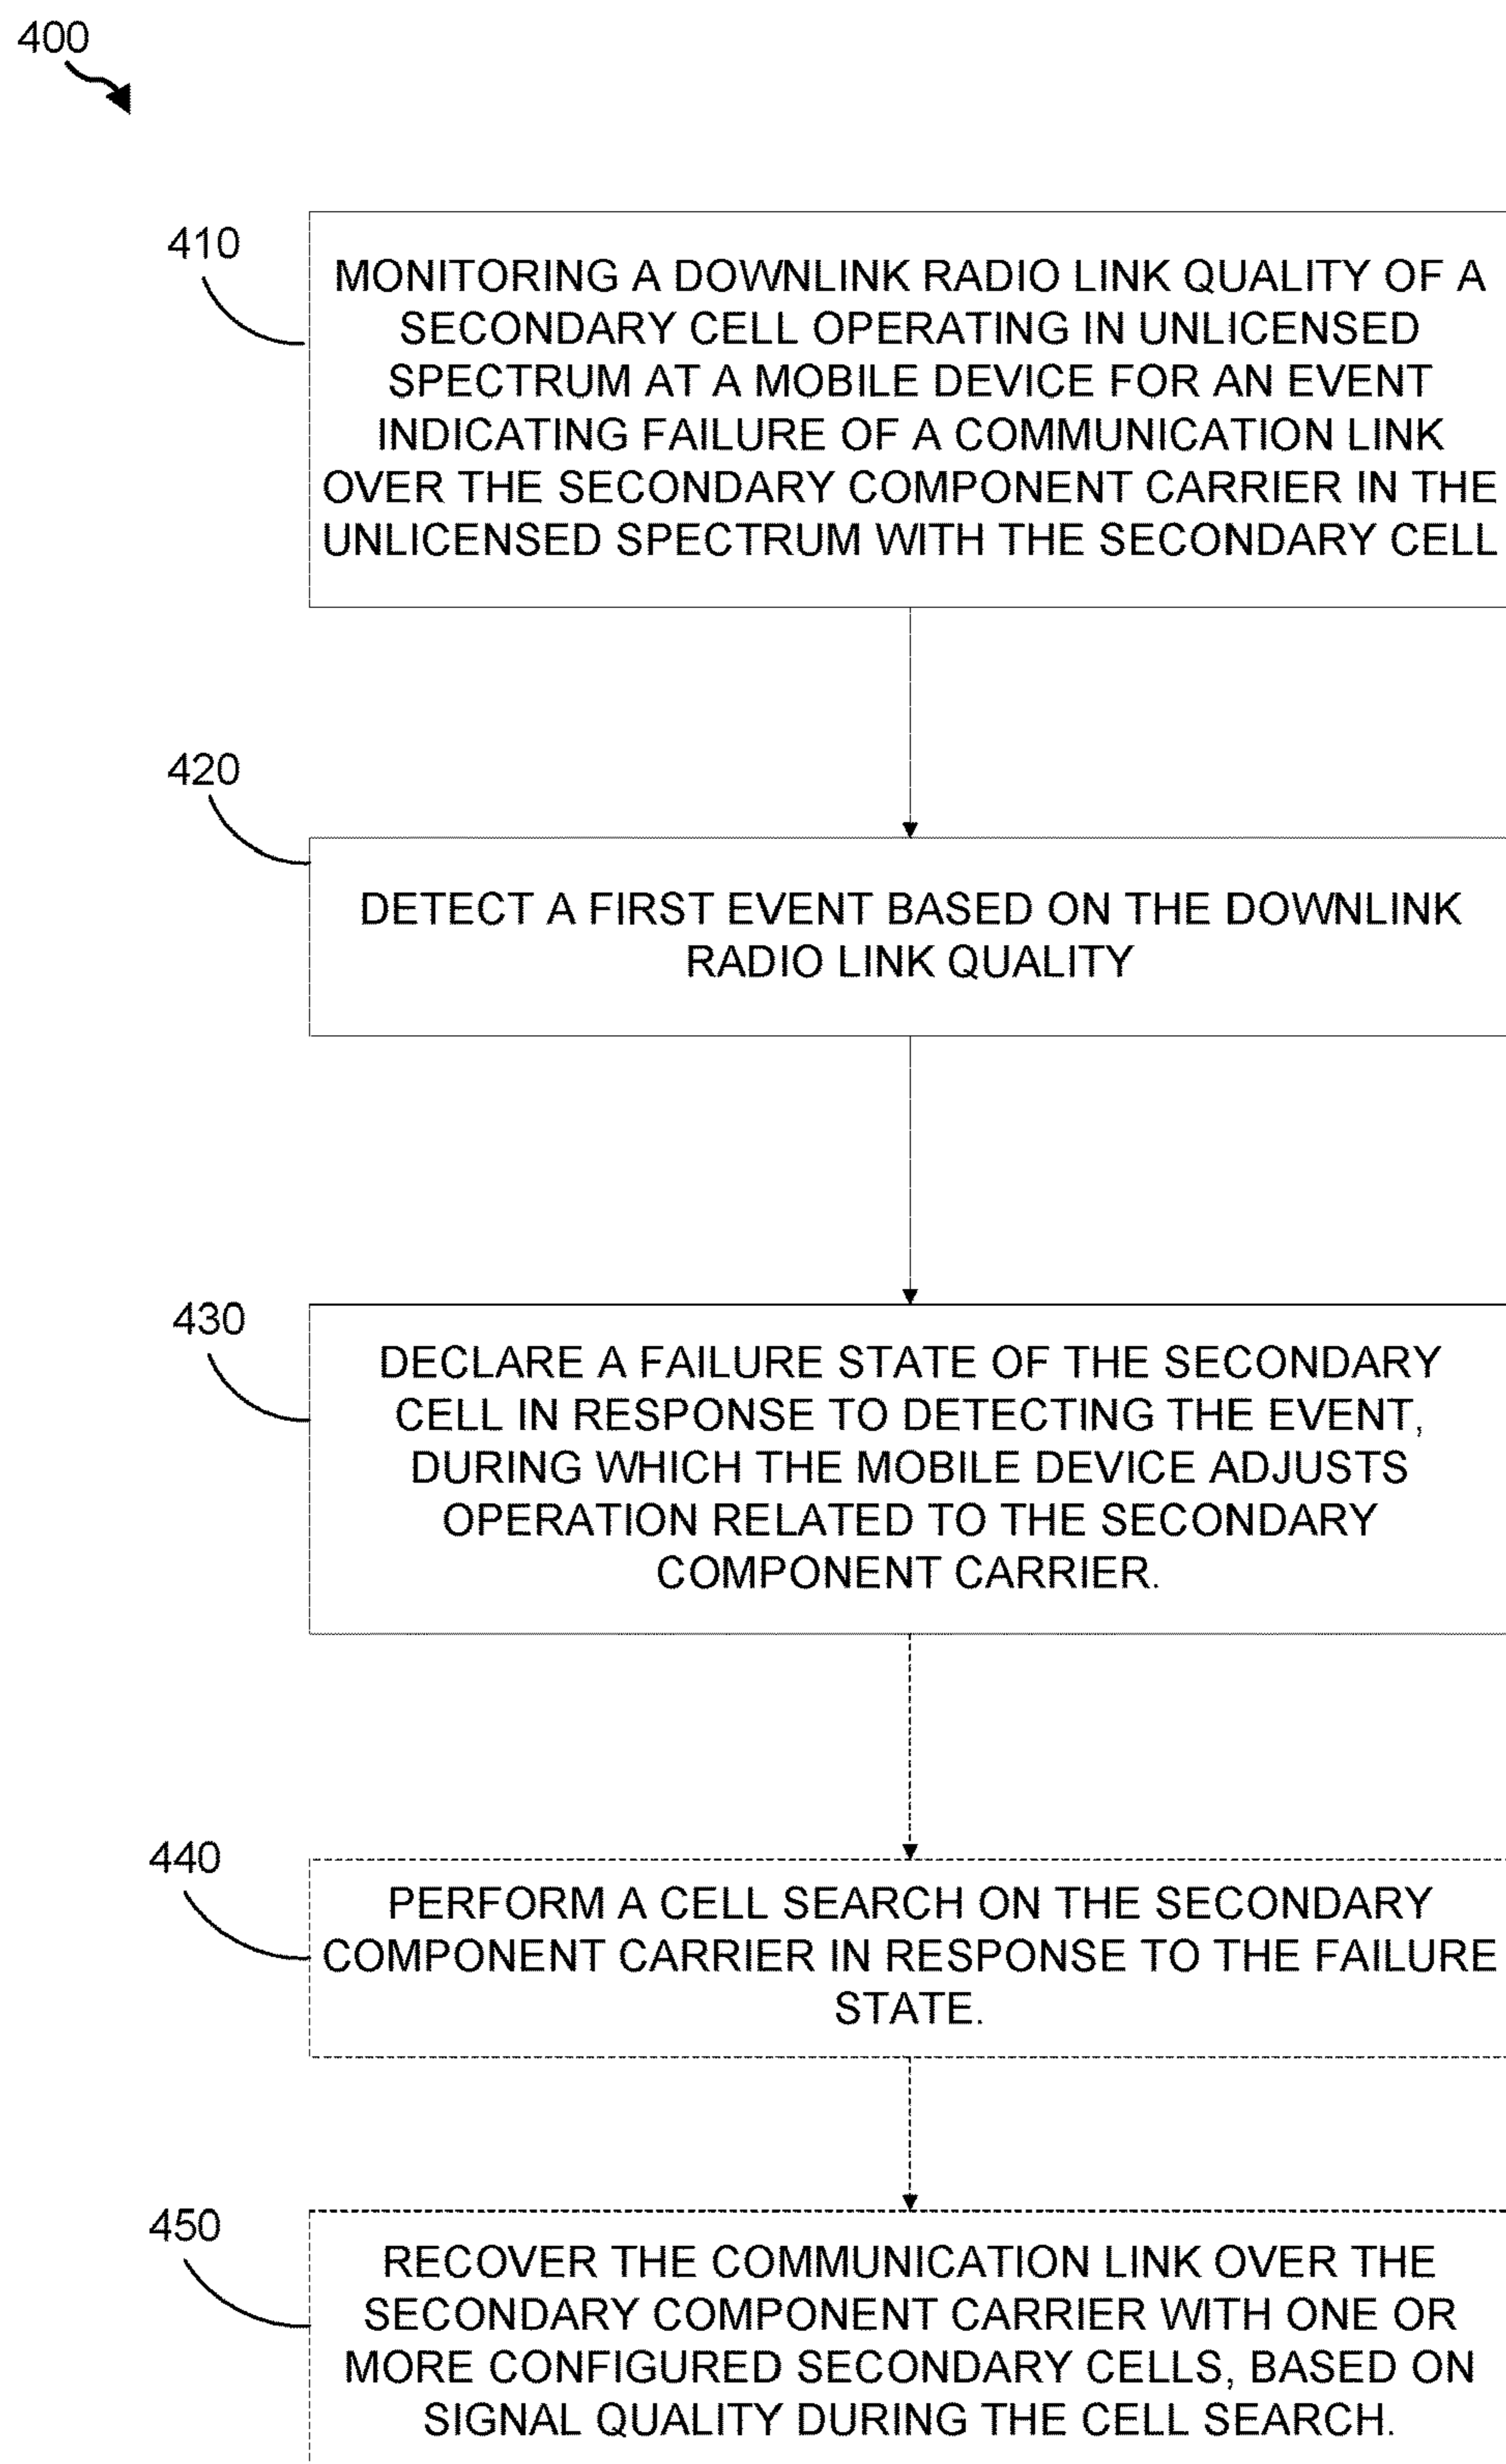 400
410
MONITORING A DOWNLINK RADIO LINK QUALITY OF A
SECONDARY CELL OPERATING IN UNLICENSED
SPECTRUM AT A MOBILE DEVICE FOR AN EVENT
INDICATING FAILURE OF A COMMUNICATION LINK
OVER THE SECONDARY COMPONENT CARRIER IN THE
UNLICENSED SPECTRUM WITH THE SECONDARY CELL
420
DETECT A FIRST EVENT BASED ON THE DOWNLINK
RADIO LINK QUALITY
430
DECLARE A FAILURE STATE OF THE SECONDARY
CELL IN RESPONSE TO DETECTING THE EVENT,
DURING WHICH THE MOBILE DEVICE ADJUSTS
OPERATION RELATED TO THE SECONDARY
COMPONENT CARRIER.
440
PERFORM A CELL SEARCH ON THE SECONDARY
COMPONENT CARRIER IN RESPONSE TO THE FAILURE
STATE.
450
RECOVER THE COMMUNICATION LINK OVER THE
SECONDARY COMPONENT CARRIER WITH ONE OR
MORE CONFIGURED SECONDARY CELLS, BASED ON
SIGNAL QUALITY DURING THE CELL SEARCH.